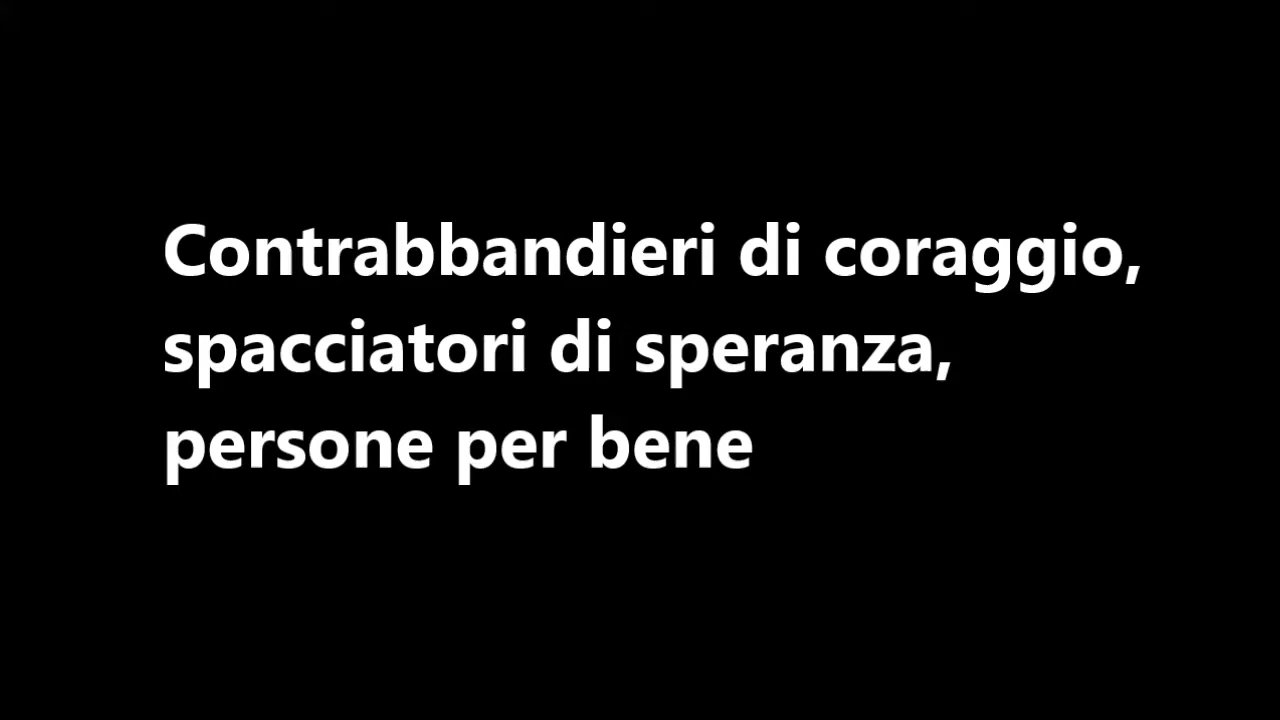 Contrabbandieri di coraggio,
spacciatori di speranza,
persone per bene